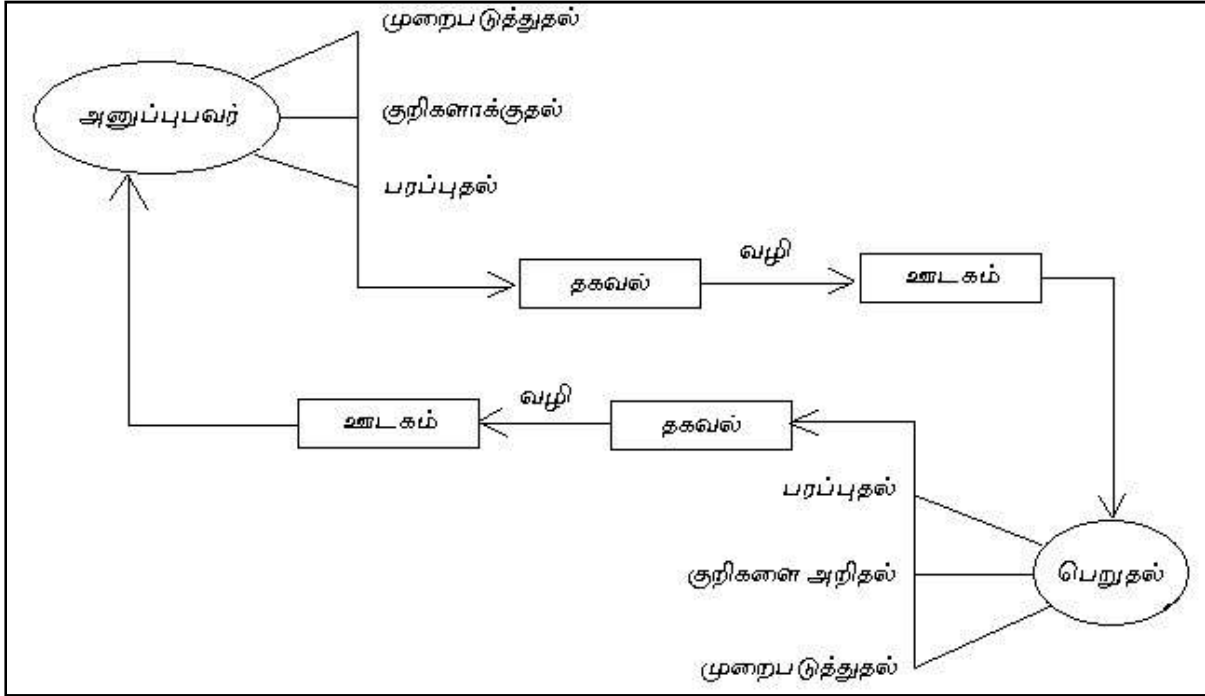 முறைபடுத்துதல்
அனுப்புபவர்
குறிகளாக்குதல்
பரப்புதல்
வழி
தகவல்
ஊடகம்
வழி
ஊடகம்
தகவல்
பரப்புதல்
குறிகளை அறிதல்
பெறுதல்
முறைபடுத்துதல்